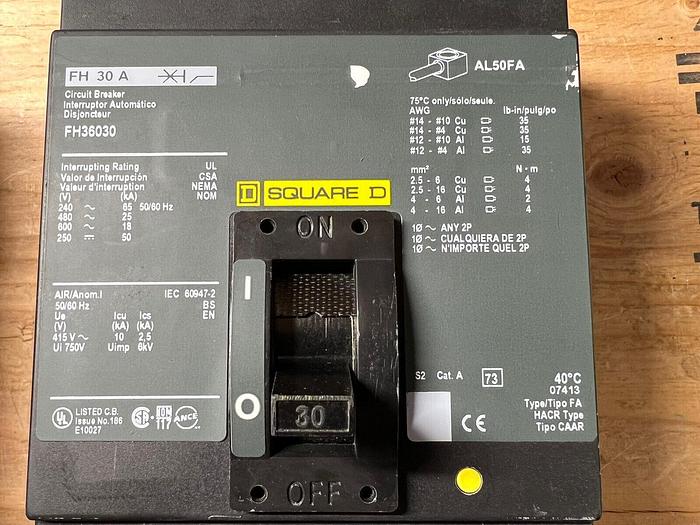 FH 30 A
Circuit Breaker
Interruptor Automático
Disjoncteur
FH36030
Interrupting Rating UL
Valor de Interrupción CSA
Valeur d'interruption NEMA
(V) (kA) NOM
240 ~ 65 50/60 Hz
480 ~ 25
600 ~ 18
250 ⎓ 50
AIR/Anom.I IEC 60947-2
50/60 Hz BS
Ue Icu Ics EN
(V) (kA) (kA)
415 V ~ 10 2,5
Ui 750V Uimp 6kV
UL LISTED C.B.
Issue No.186
E10027
ANCE
SQUARE D
ON
I
O
30
OFF
AL50FA
75°C only/sólo/seule.
AWG lb-in/pulg/po
#14 - #10 Cu 35
#14 - #4 Cu 35
#12 - #10 Al 15
#12 - #4 Al 35
mm² N - m
2.5 - 6 Cu 4
2.5 - 16 Cu 4
4 - 6 Al 2
4 - 16 Al 4
1Ø ~ ANY 2P
1Ø ~ CUALQUIERA DE 2P
1Ø ~ N'IMPORTE QUEL 2P
S2 Cat. A 73 40°C
07413
Type/Tipo FA
HACR Type
Tipo CAAR
CE